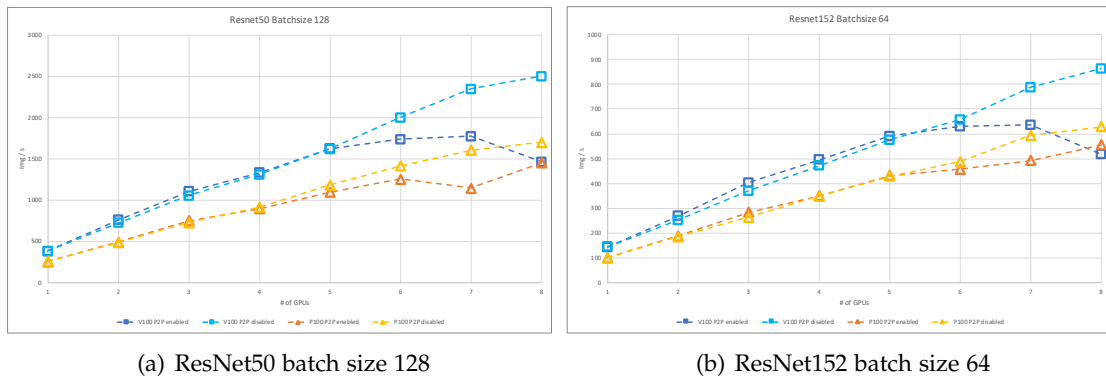 Resnet50 Batchsize 128
3000
2500
2000
1500
1000
500
0
Img / s
1 2 3 4 5 6 7 8
# of GPUs
V100 P2P enabled V100 P2P disabled P100 P2P enabled P100 P2P disabled
(a) ResNet50 batch size 128
Resnet152 Batchsize 64
1000
900
800
700
600
500
400
300
200
100
0
Img / s
1 2 3 4 5 6 7 8
# of GPUs
V100 P2P enabled V100 P2P disabled P100 P2P enabled P100 P2P disabled
(b) ResNet152 batch size 64